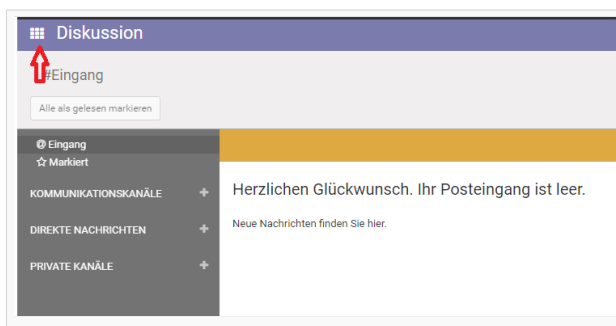 Diskussion
#Eingang
Alle als gelesen markieren
@ Eingang
Markiert
KOMMUNIKATIONSKANÄLE +
DIREKTE NACHRICHTEN +
PRIVATE KANÄLE +
Herzlichen Glückwunsch. Ihr Posteingang ist leer.
Neue Nachrichten finden Sie hier.